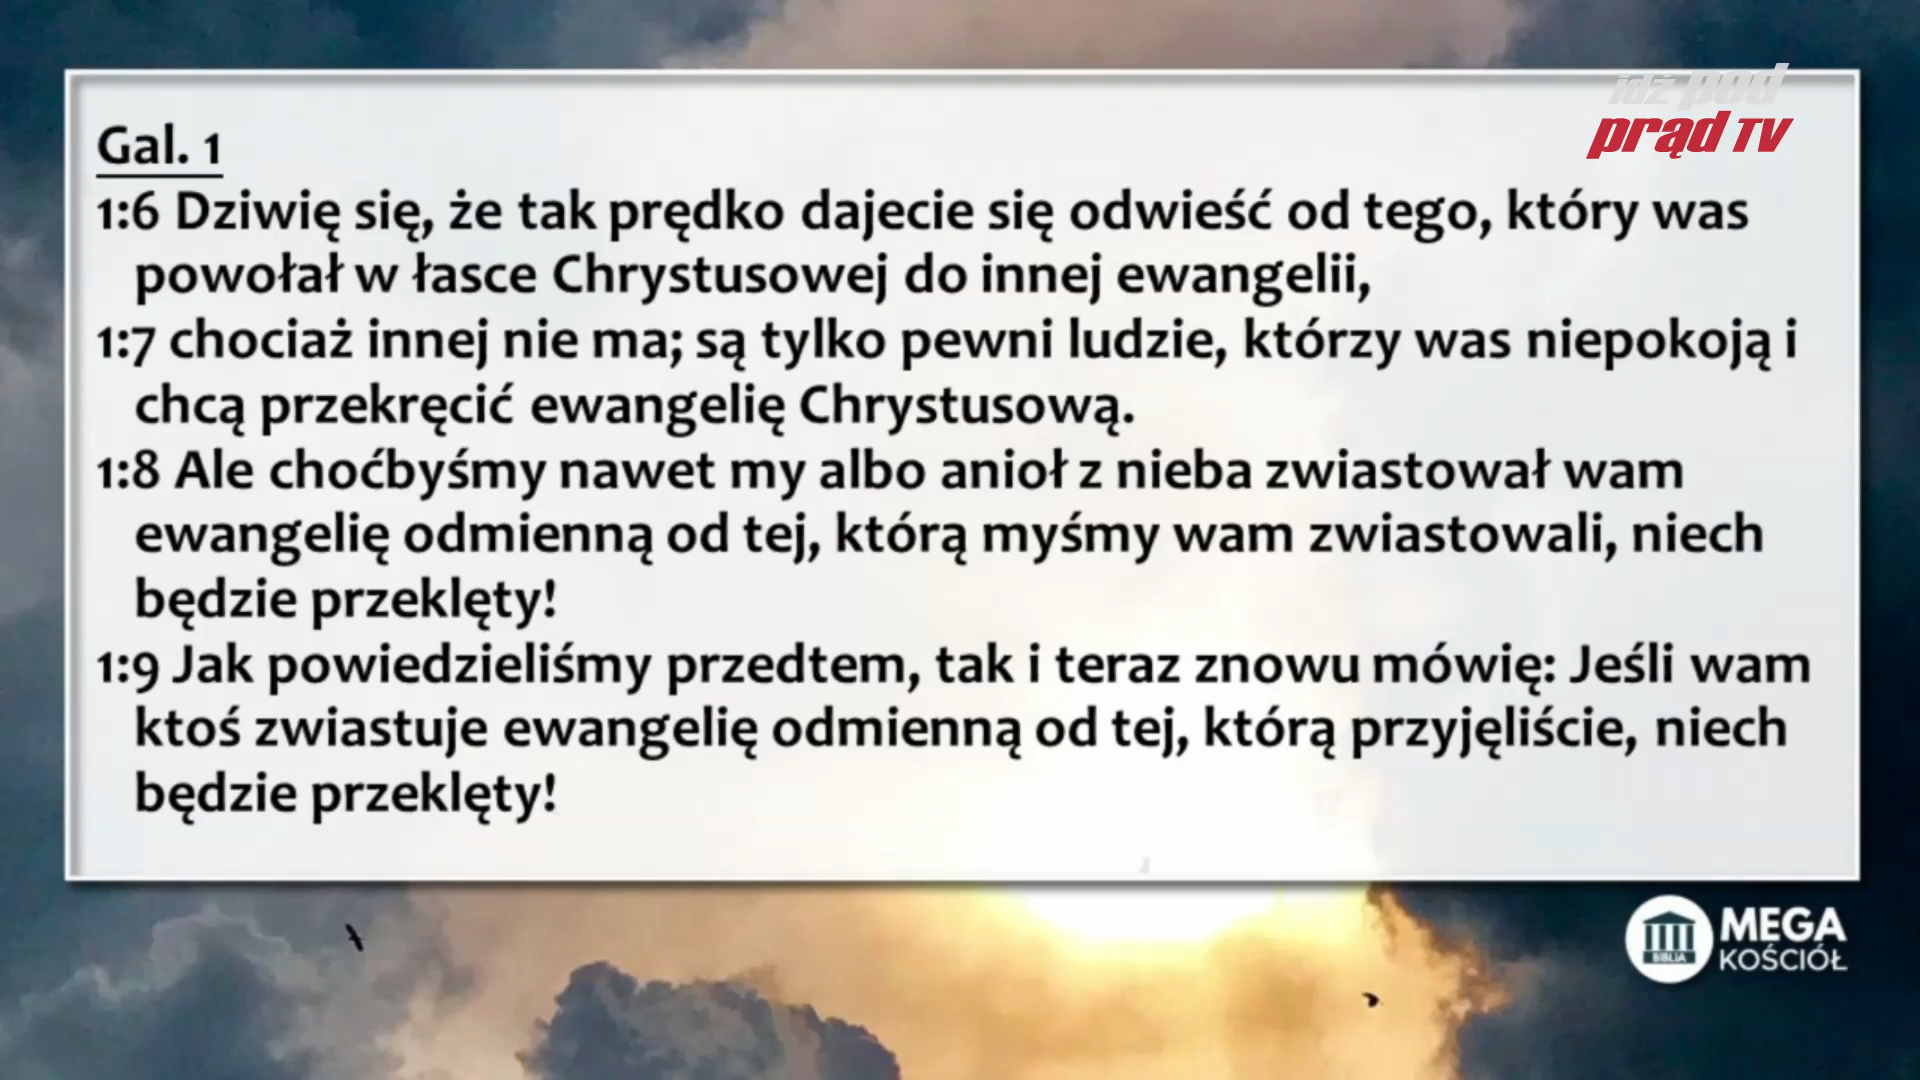 idź pod
prąd TV
Gal. 1
1:6 Dziwię się, że tak prędko dajecie się odwieść od tego, który was
powołał w łasce Chrystusowej do innej ewangelii,
1:7 chociaż innej nie ma; są tylko pewni ludzie, którzy was niepokoją i
chcą przekręcić ewangelię Chrystusową.
1:8 Ale choćbyśmy nawet my albo anioł z nieba zwiastował wam
ewangelię odmienną od tej, którą myśmy wam zwiastowali, niech
będzie przeklęty!
1:9 Jak powiedzieliśmy przedtem, tak i teraz znowu mówię: Jeśli wam
ktoś zwiastuje ewangelię odmienną od tej, którą przyjęliście, niech
będzie przeklęty!
BIBLIA
MEGA
KOŚCIÓŁ